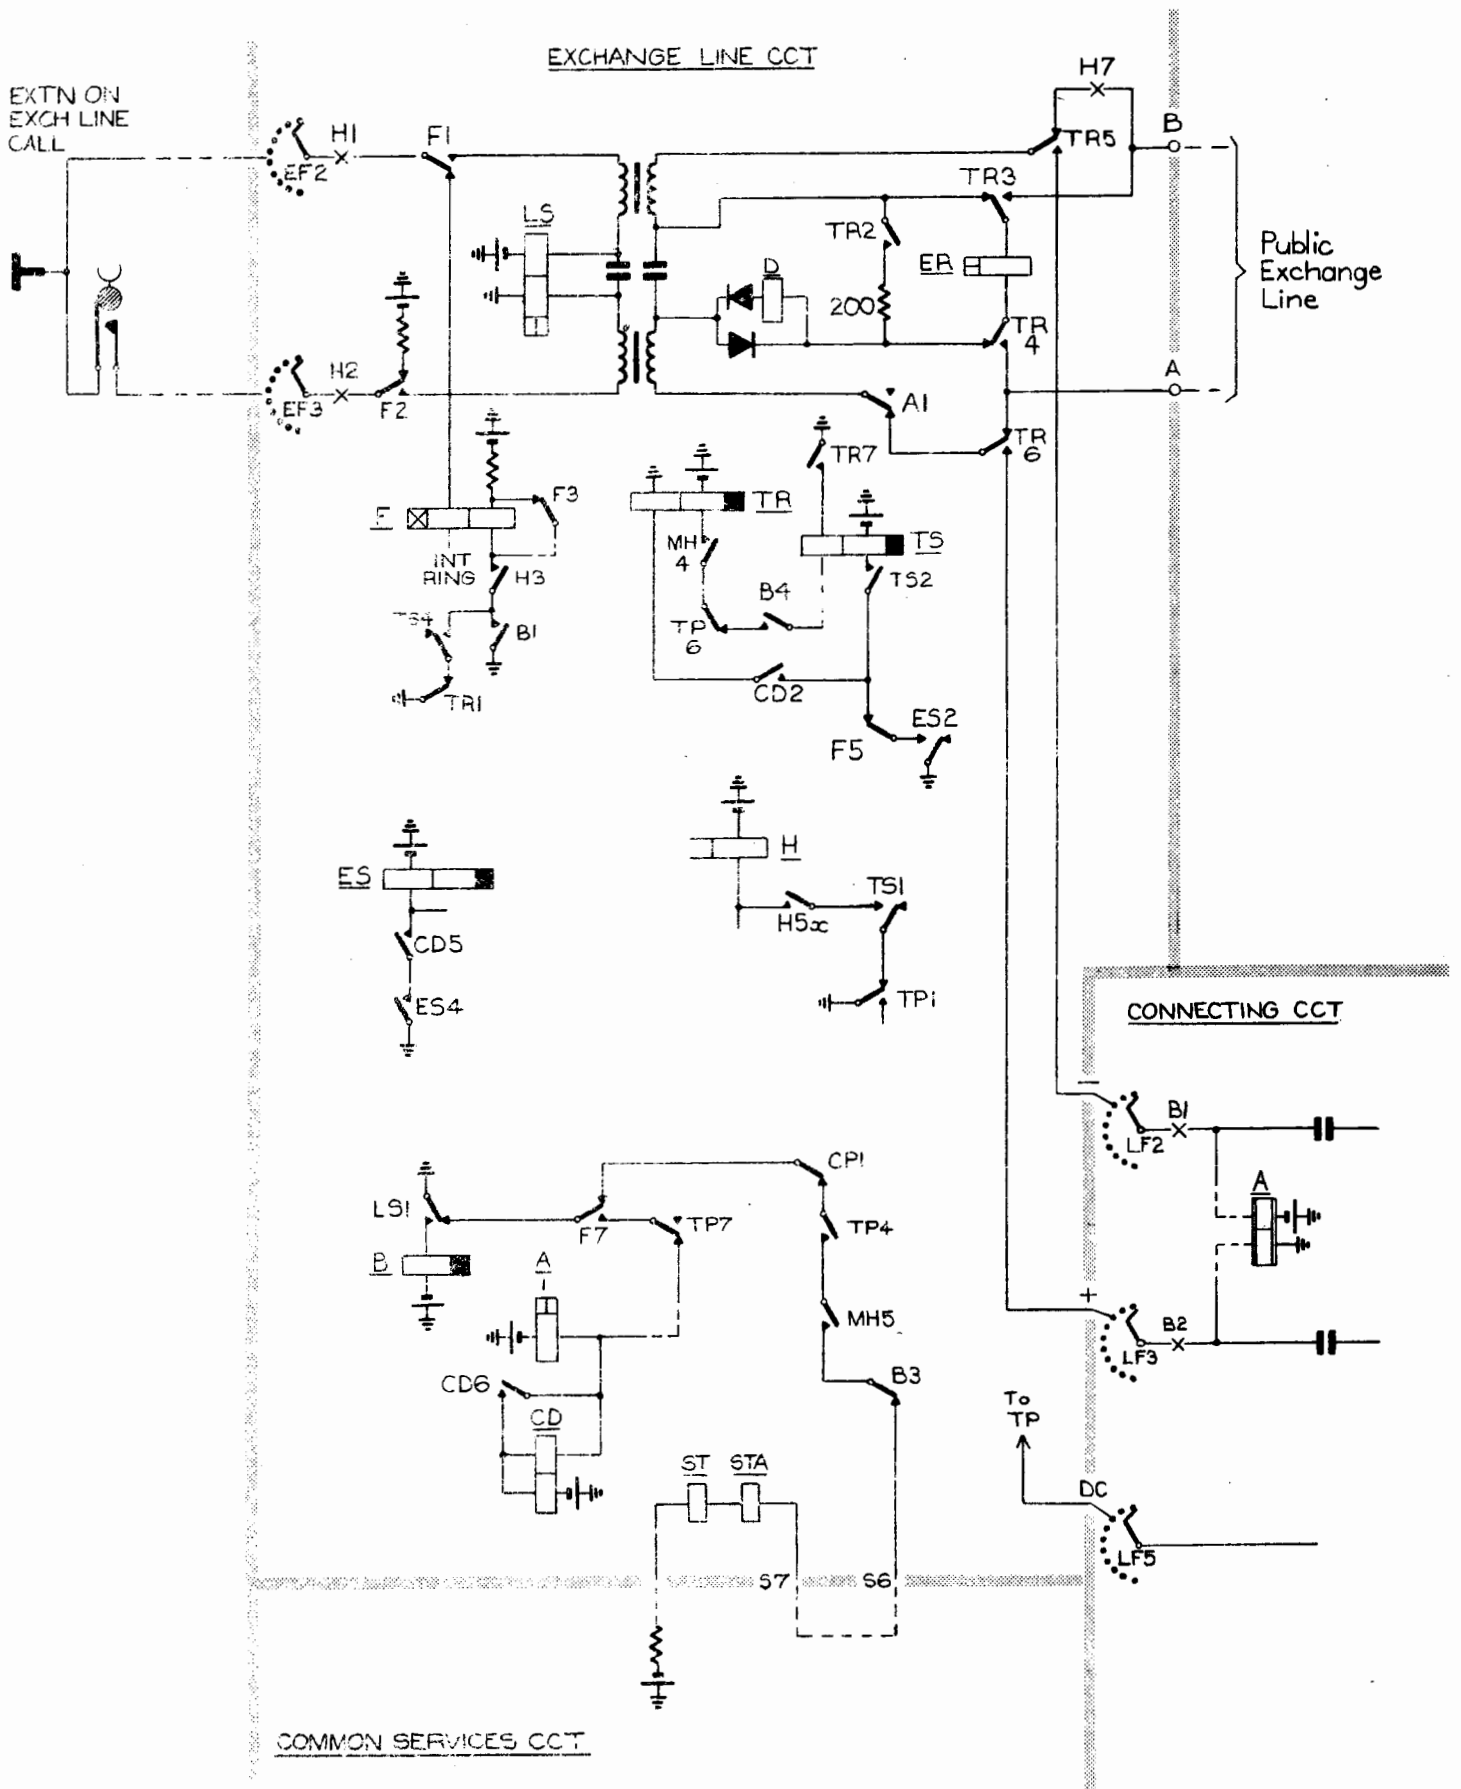 EXCHANGE LINE CCT
H7
EXTN ON
EXCH LINE
CALL
H1
F1
TR5
B
EF2
TR3
LS
TR2
ER
D
Public
Exchange
Line
200
TR
4
H2
A
EF3
F2
A1
TR
6
TR7
F
F3
TR
TS
INT
RING
H3
MH
4
TS2
B4
TS4
B1
TP
6
TR1
CD2
ES2
F5
ES
H
TS1
H5x
CD5
ES4
TP1
CONNECTING CCT
–
B1
LF2
CP1
LS1
F7
TP7
TP4
A
B
A
+
MH5
B2
LF3
CD6
B3
CD
To
TP
ST
STA
DC
LF5
S7
S6
COMMON SERVICES CCT